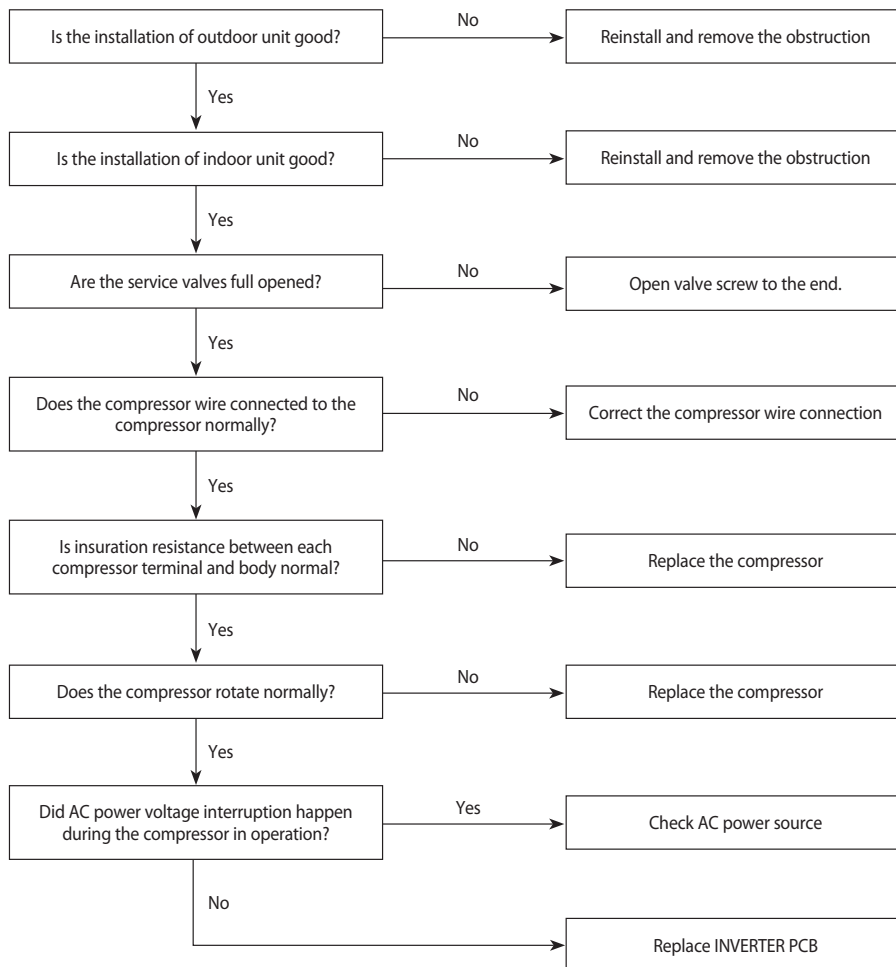 Is the installation of outdoor unit good?
No
Reinstall and remove the obstruction
Yes
Is the installation of indoor unit good?
No
Reinstall and remove the obstruction
Yes
Are the service valves full opened?
No
Open valve screw to the end.
Yes
Does the compressor wire connected to the
compressor normally?
No
Correct the compressor wire connection
Yes
Is insuration resistance between each
compressor terminal and body normal?
No
Replace the compressor
Yes
Does the compressor rotate normally?
No
Replace the compressor
Yes
Did AC power voltage interruption happen
during the compressor in operation?
Yes
Check AC power source
No
Replace INVERTER PCB